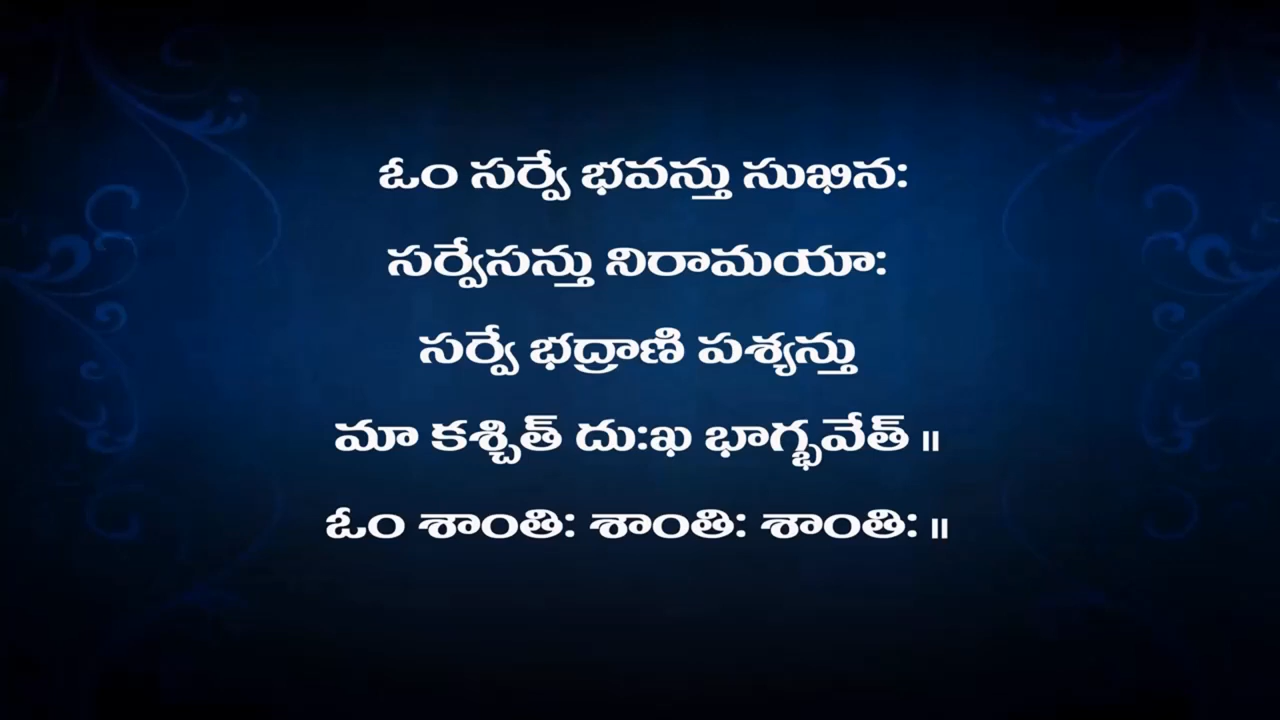 ఓం సర్వే భవన్తు సుఖినః
సర్వేసన్తు నిరామయాః
సర్వే భద్రాణి పశ్యన్తు
మా కశ్చిత్ దుఃఖ భాగ్భవేత్ ॥
ఓం శాంతిః శాంతిః శాంతిః ॥